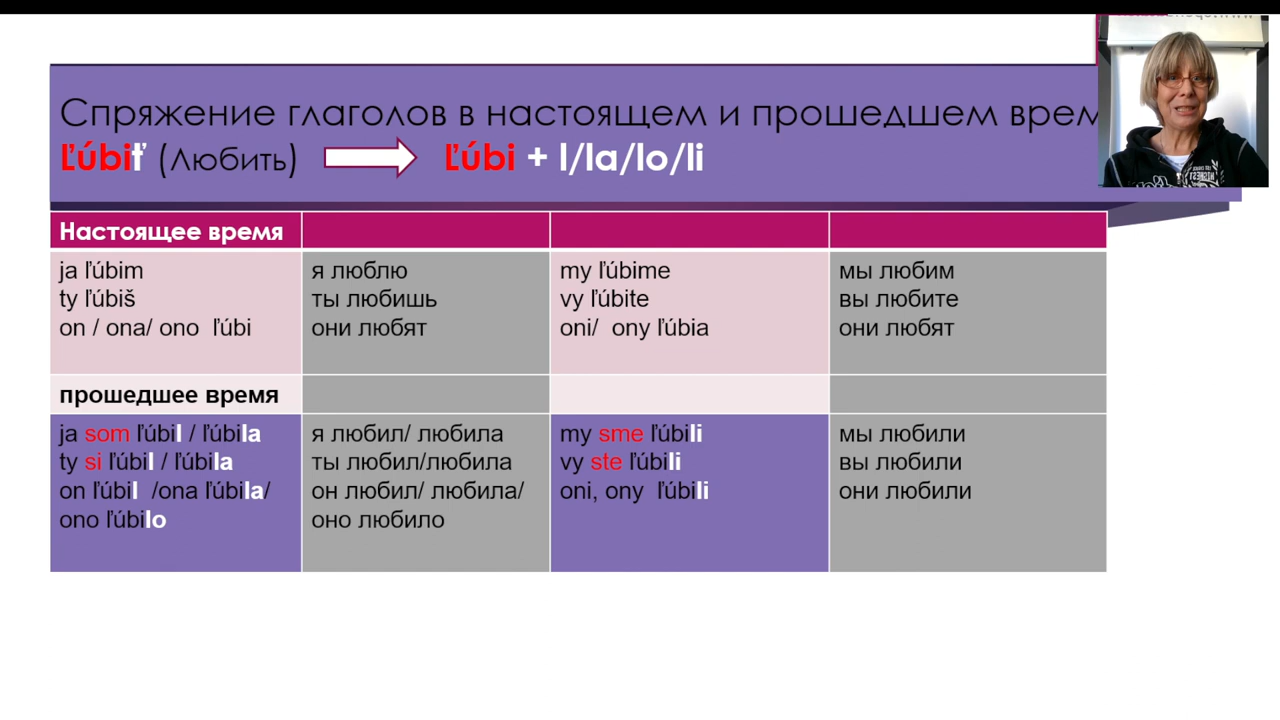 Спряжение глаголов в настоящем и прошедшем врем
Ľúbiť (Любить) Ľúbi + l/la/lo/li
Настоящее время
ja ľúbim
ty ľúbiš
on / ona/ ono ľúbi
я люблю
ты любишь
они любят
my ľúbime
vy ľúbite
oni/ ony ľúbia
мы любим
вы любите
они любят
прошедшее время
ja som ľúbil / ľúbila
ty si ľúbil / ľúbila
on ľúbil /ona ľúbila/
ono ľúbilo
я любил/ любила
ты любил/любила
он любил/ любила/
оно любило
my sme ľúbili
vy ste ľúbili
oni, ony ľúbili
мы любили
вы любили
они любили